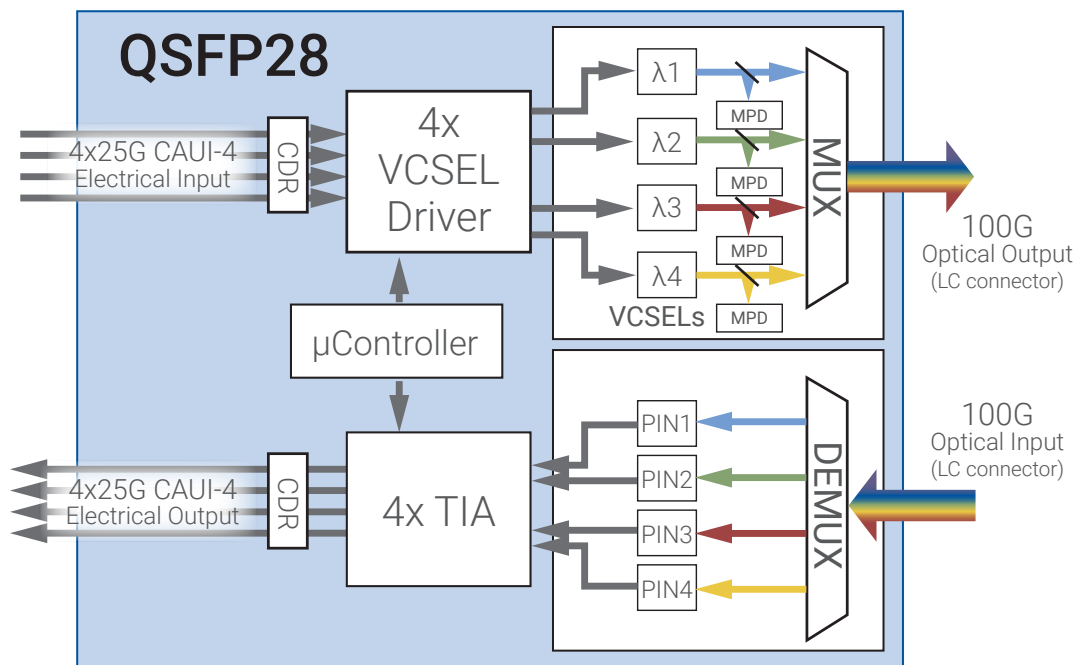 QSFP28
4x25G CAUI-4
Electrical Input
CDR
4x
VCSEL
Driver
λ1
MPD
λ2
MPD
λ3
MPD
λ4
MPD
VCSELs
MUX
100G
Optical Output
(LC connector)
µController
4x25G CAUI-4
Electrical Output
CDR
4x TIA
PIN1
PIN2
PIN3
PIN4
DEMUX
100G
Optical Input
(LC connector)